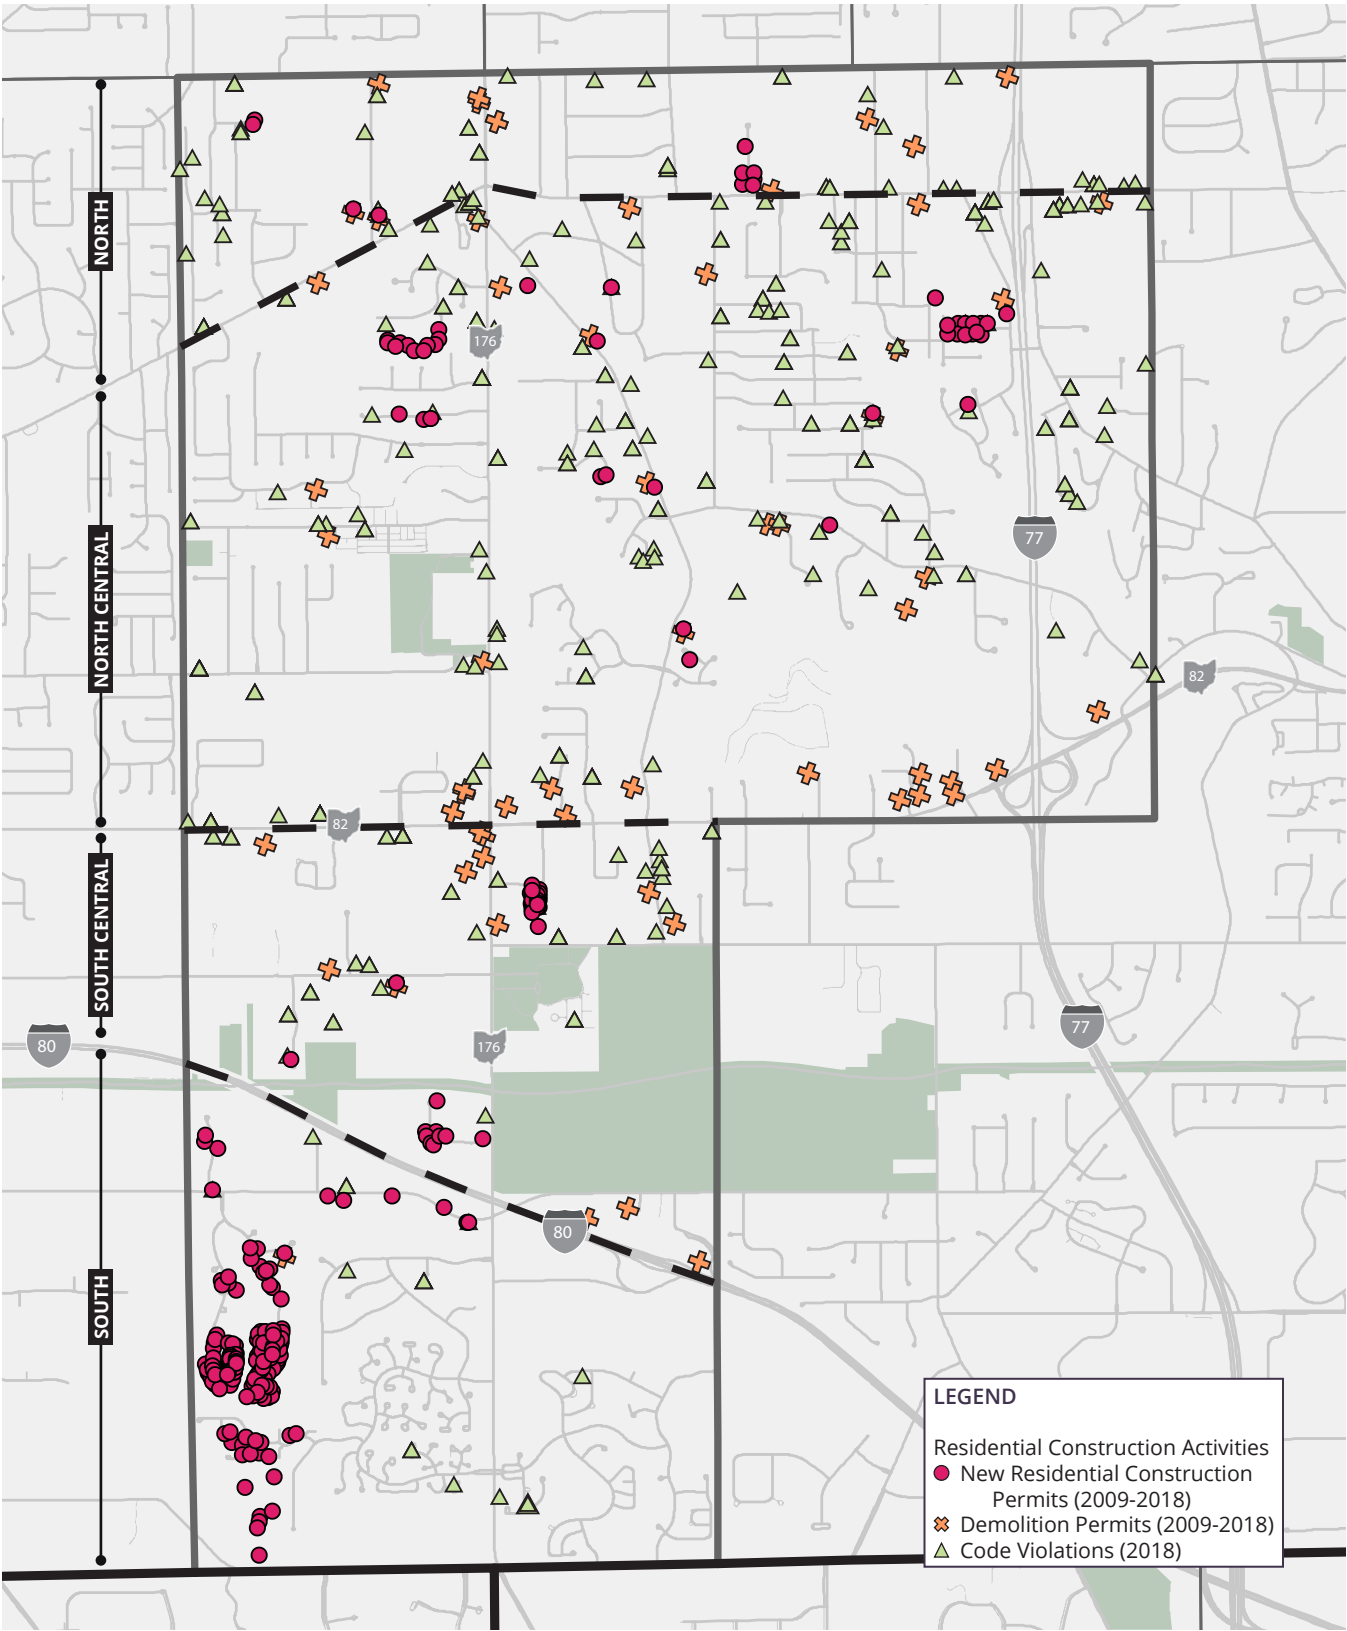 NORTH
176
NORTH CENTRAL
77
82
82
SOUTH CENTRAL
77
80
176
80
SOUTH
LEGEND
Residential Construction Activities
New Residential Construction
Permits (2009-2018)
Demolition Permits (2009-2018)
Code Violations (2018)